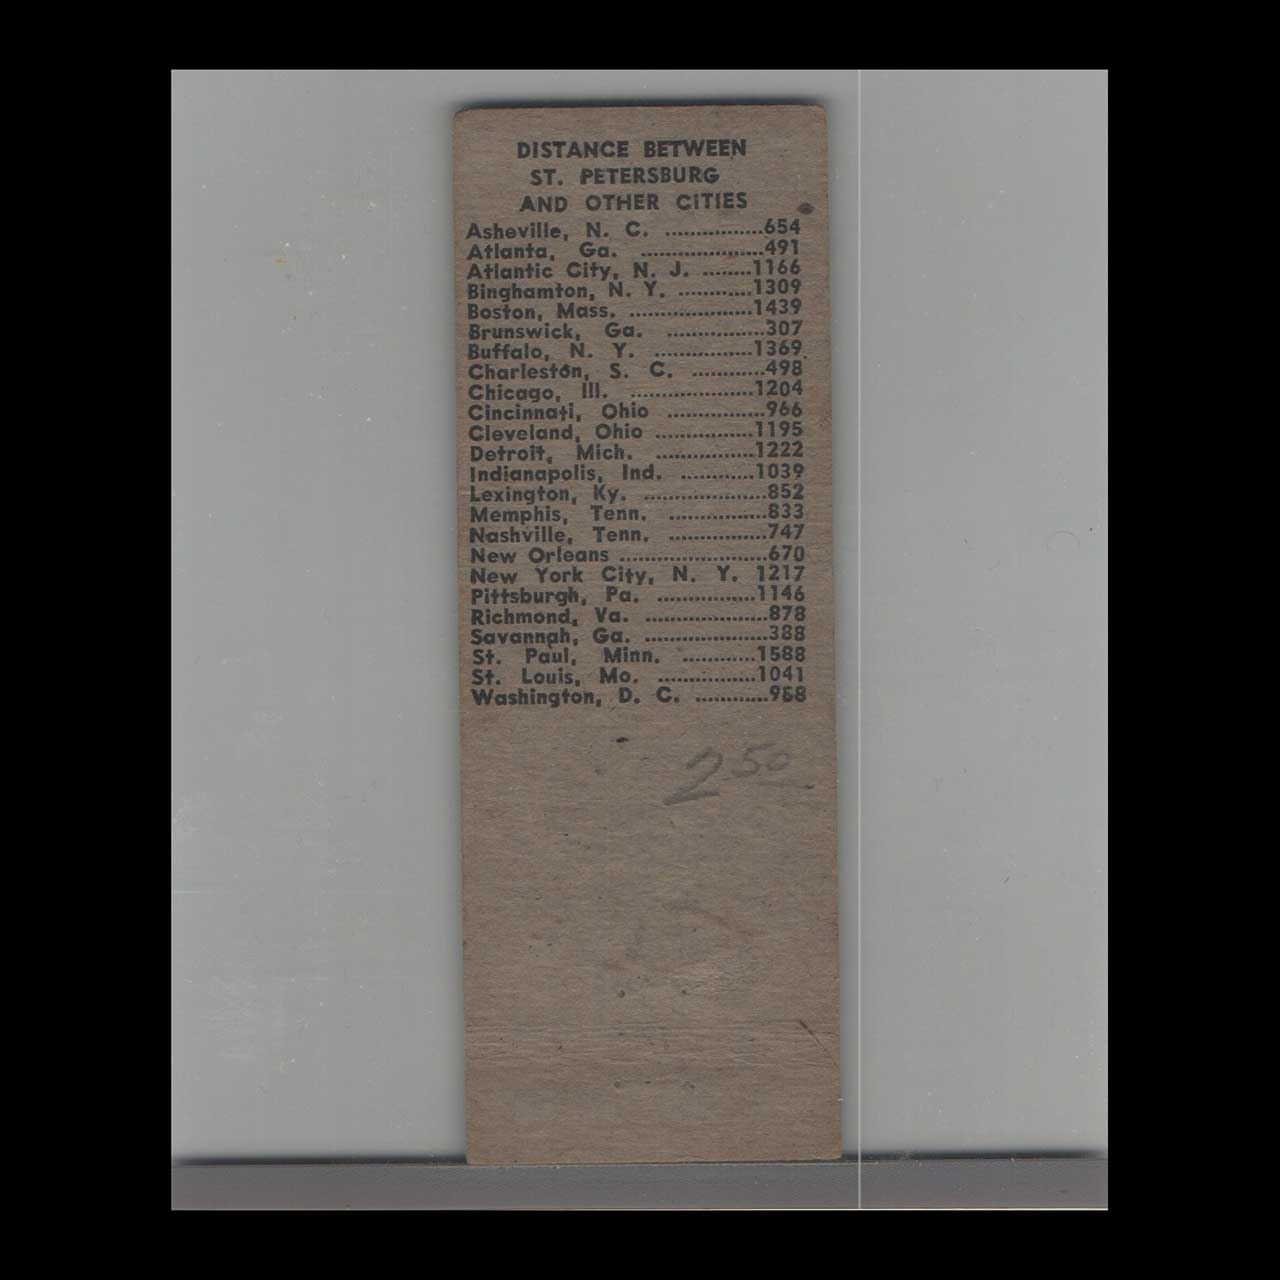 DISTANCE BETWEEN
ST. PETERSBURG
AND OTHER CITIES
Asheville, N. C. ................654
Atlanta, Ga. ....................491
Atlantic City, N. J. ........1166
Binghamton, N. Y. ............1309
Boston, Mass. ....................1439
Brunswick, Ga. ................307
Buffalo, N. Y. ................1369
Charleston, S. C. ............498
Chicago, Ill. ....................1204
Cincinnati, Ohio ................966
Cleveland, Ohio ................1195
Detroit, Mich. ................1222
Indianapolis, Ind. ............1039
Lexington, Ky. ....................852
Memphis, Tenn. ................833
Nashville, Tenn. ................747
New Orleans ........................670
New York City, N. Y. 1217
Pittsburgh, Pa. ................1146
Richmond, Va. ....................878
Savannah, Ga. ....................388
St. Paul, Minn. ............1588
St. Louis, Mo. ................1041
Washington, D. C. ............
2 50